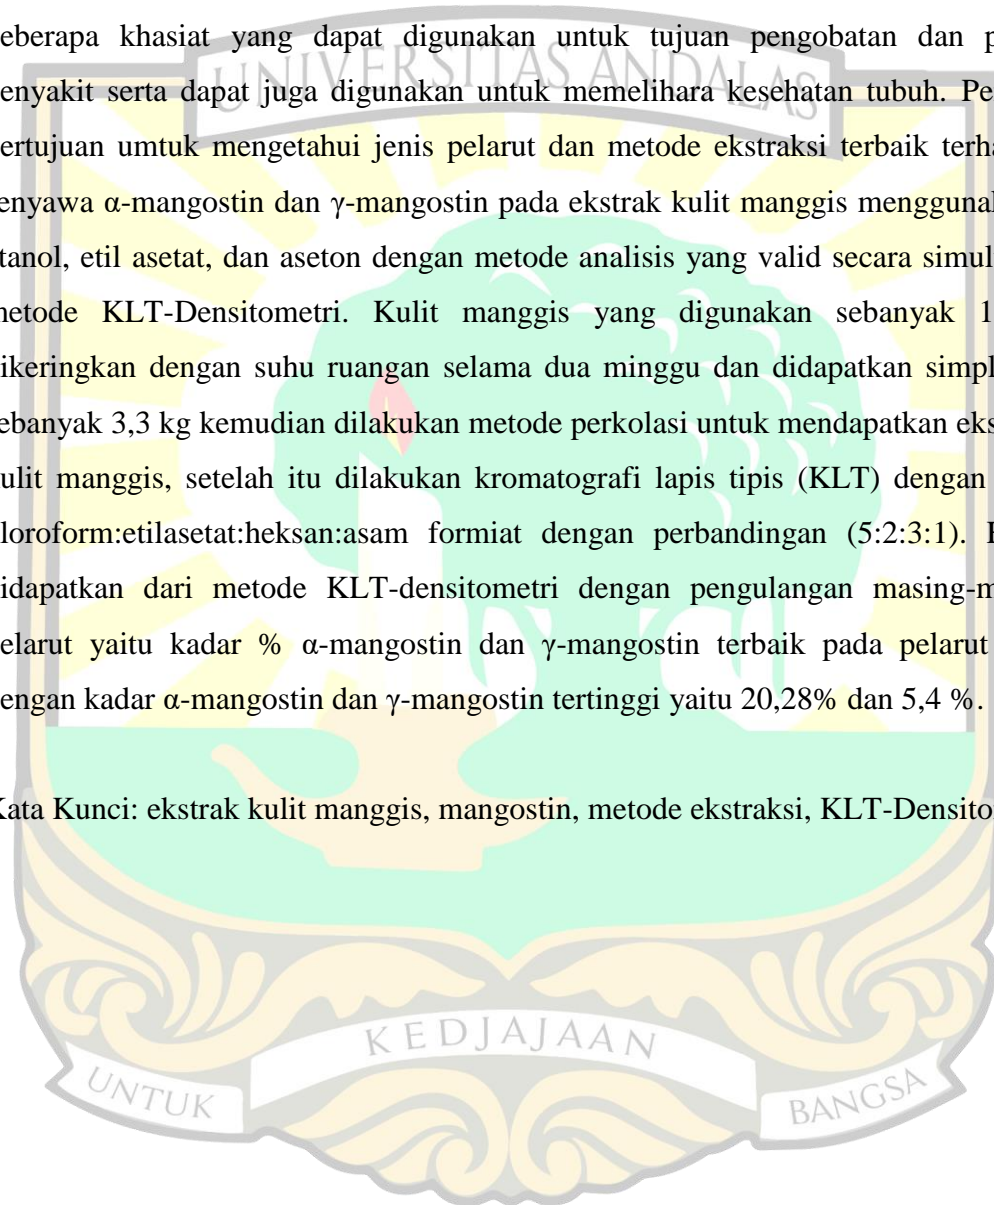 eberapa khasiat yang dapat digunakan untuk tujuan pengobatan dan p
UNIVERSITAS ANDALAS
enyakit serta dapat juga digunakan untuk memelihara kesehatan tubuh. Pe
ertujuan umtuk mengetahui jenis pelarut dan metode ekstraksi terbaik terha
enyawa α-mangostin dan γ-mangostin pada ekstrak kulit manggis menggunal
tanol, etil asetat, dan aseton dengan metode analisis yang valid secara simul
metode KLT-Densitometri. Kulit manggis yang digunakan sebanyak 1
ikeringkan dengan suhu ruangan selama dua minggu dan didapatkan simpl
ebanyak 3,3 kg kemudian dilakukan metode perkolasi untuk mendapatkan eks
ulit manggis, setelah itu dilakukan kromatografi lapis tipis (KLT) dengan
loroform:etilasetat:heksan:asam formiat dengan perbandingan (5:2:3:1).
idapatkan dari metode KLT-densitometri dengan pengulangan masing-m
elarut yaitu kadar % α-mangostin dan γ-mangostin terbaik pada pelarut
engan kadar α-mangostin dan γ-mangostin tertinggi yaitu 20,28% dan 5,4 %.
Kata Kunci: ekstrak kulit manggis, mangostin, metode ekstraksi, KLT-Densito
UNTUK KEDJAJAAN BANGSA